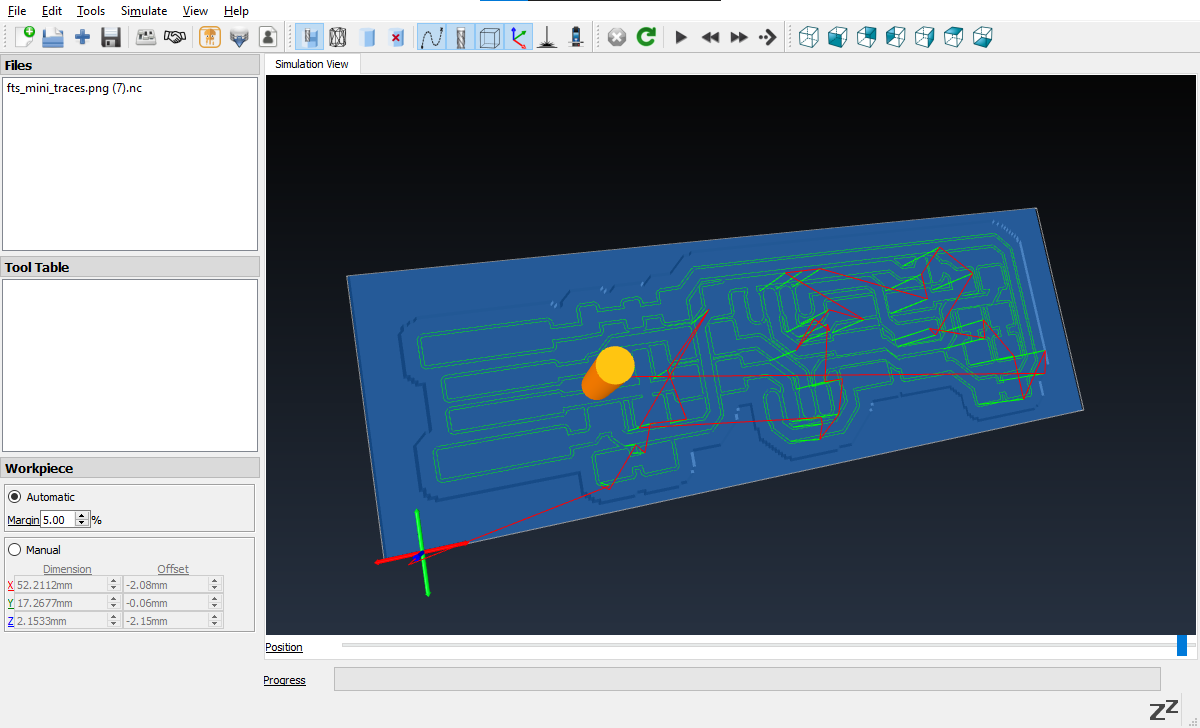 File Edit Tools Simulate View Help
Files
Simulation View
fts_mini_traces.png (7).nc
Tool Table
Workpiece
Automatic
Margin 5.00 %
Manual
Dimension Offset
X 52.2112mm -2.08mm
Y 17.2677mm -0.06mm
Z 2.1533mm -2.15mm
Position
Progress
zZ